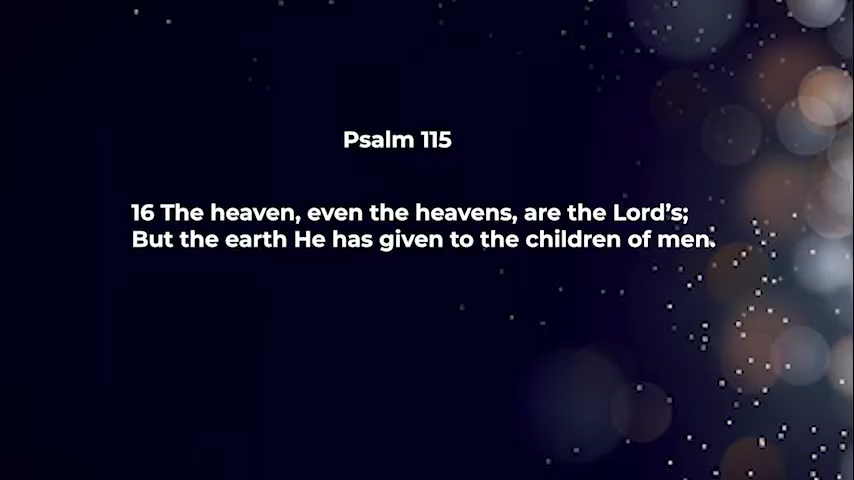 Psalm 115
16 The heaven, even the heavens, are the Lord’s;
But the earth He has given to the children of men.